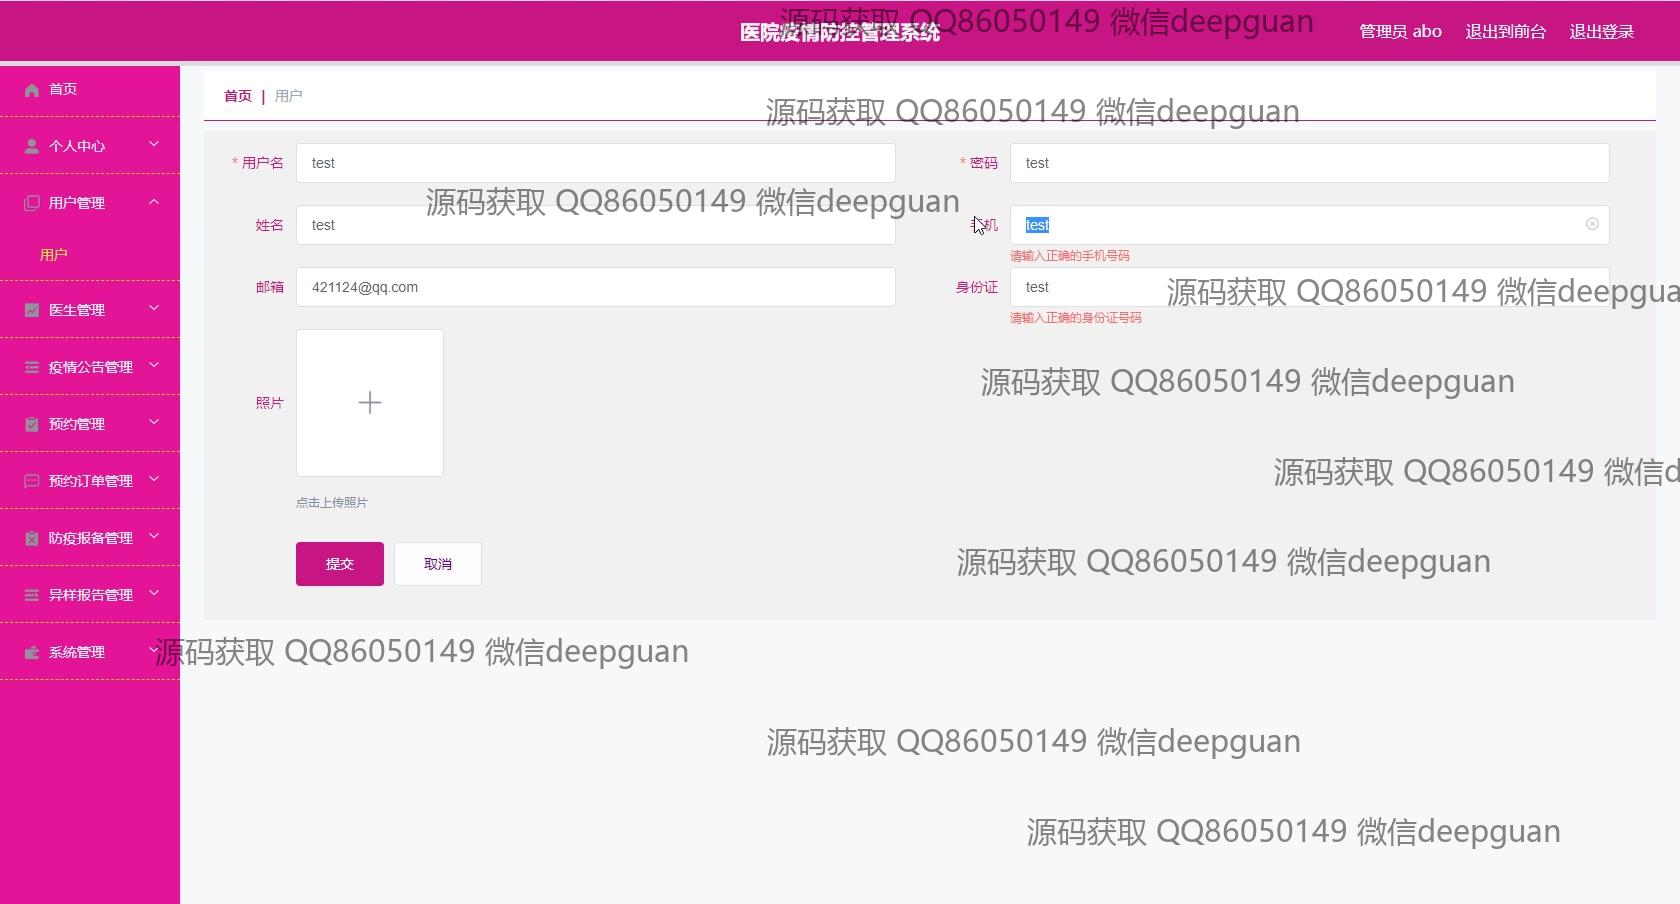 医院疫情防控管理系统
源码获取 QQ86050149 微信deepguan
管理员 abo 退出到前台 退出登录
首页
个人中心
用户管理
用户
医生管理
疫情公告管理
预约管理
预约订单管理
防疫报备管理
异样报告管理
系统管理
首页 | 用户
源码获取 QQ86050149 微信deepguan
* 用户名 test
* 密码 test
源码获取 QQ86050149 微信deepguan
姓名 test
手机 test
请输入正确的手机号码
邮箱 421124@qq.com
身份证 test
源码获取 QQ86050149 微信deepgua
请输入正确的身份证号码
照片
源码获取 QQ86050149 微信deepguan
源码获取 QQ86050149 微信d
点击上传照片
提交 取消
源码获取 QQ86050149 微信deepguan
源码获取 QQ86050149 微信deepguan
源码获取 QQ86050149 微信deepguan
源码获取 QQ86050149 微信deepguan